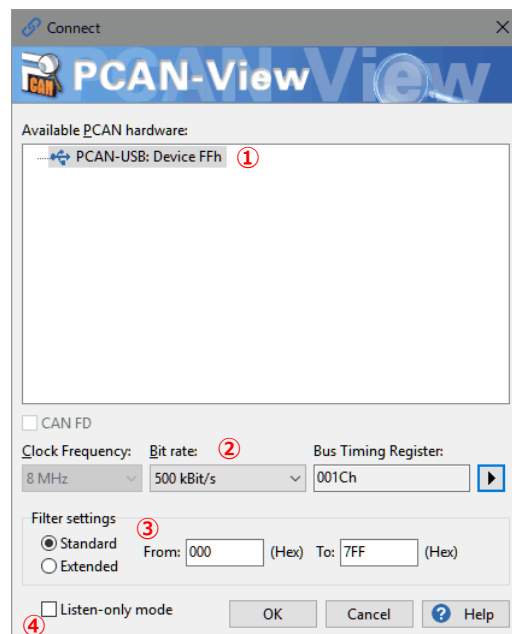 Connect
PCAN-View
Available PCAN hardware:
PCAN-USB: Device FFh ①
CAN FD
Clock Frequency: Bit rate: ② Bus Timing Register:
8 MHz 500 kBit/s 001Ch
Filter settings
③
Standard
From: 000 (Hex) To: 7FF (Hex)
Extended
Listen-only mode OK Cancel ? Help
④